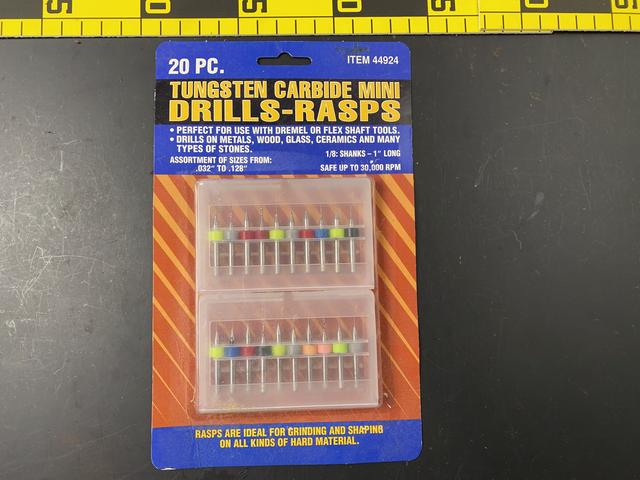 20 PC.
ITEM 44924
TUNGSTEN CARBIDE MINI
DRILLS-RASPS
• PERFECT FOR USE WITH DREMEL OR FLEX SHAFT TOOLS.
• DRILLS ON METALS, WOOD, GLASS, CERAMICS AND MANY
TYPES OF STONES.
ASSORTMENT OF SIZES FROM:
.032" TO .128"
1/8: SHANKS – 1" LONG
SAFE UP TO 30,000 RPM
RASPS ARE IDEAL FOR GRINDING AND SHAPING
ON ALL KINDS OF HARD MATERIAL.